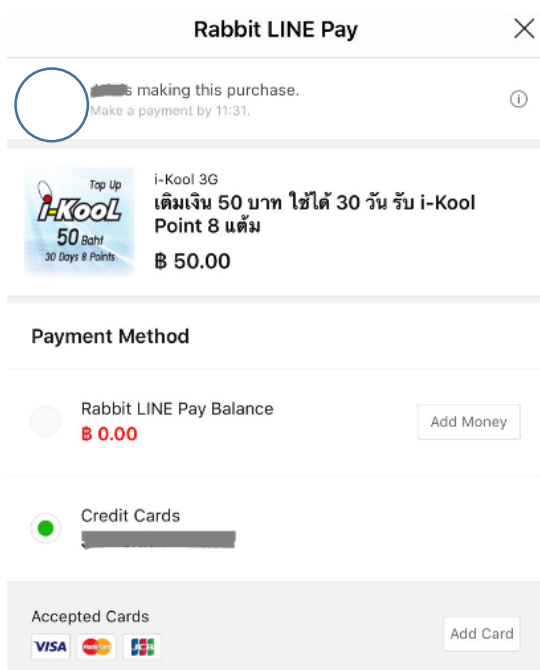 Rabbit LINE Pay
s making this purchase.
Make a payment by 11:31.
i-Kool 3G
เติมเงิน 50 บาท ใช้ได้ 30 วัน รับ i-Kool
Point 8 แต้ม
฿ 50.00
Top Up
i-KooL
50 Baht
30 Days 8 Points
Payment Method
Rabbit LINE Pay Balance
฿ 0.00
Add Money
Credit Cards
Accepted Cards
VISA MasterCard JCB
Add Card